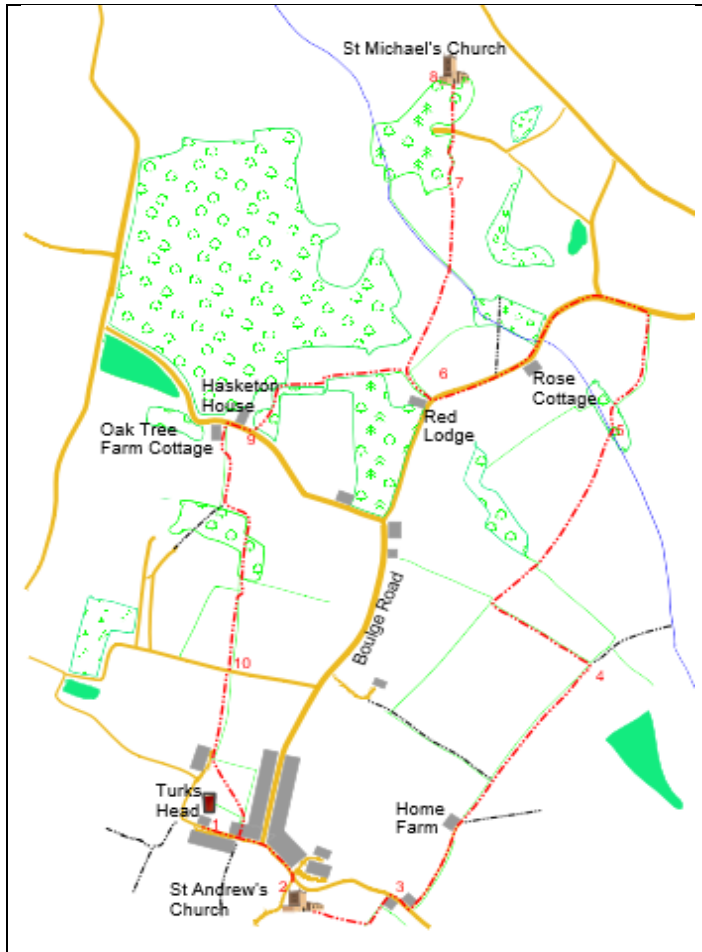 St Michael's Church
8
7
Hasketon
House
6
Rose
Cottage
Red
Lodge
Oak Tree
Farm Cottage
9
5
Boulge Road
10
4
Turks
Head
Home
Farm
1
St Andrew's
Church
2
3